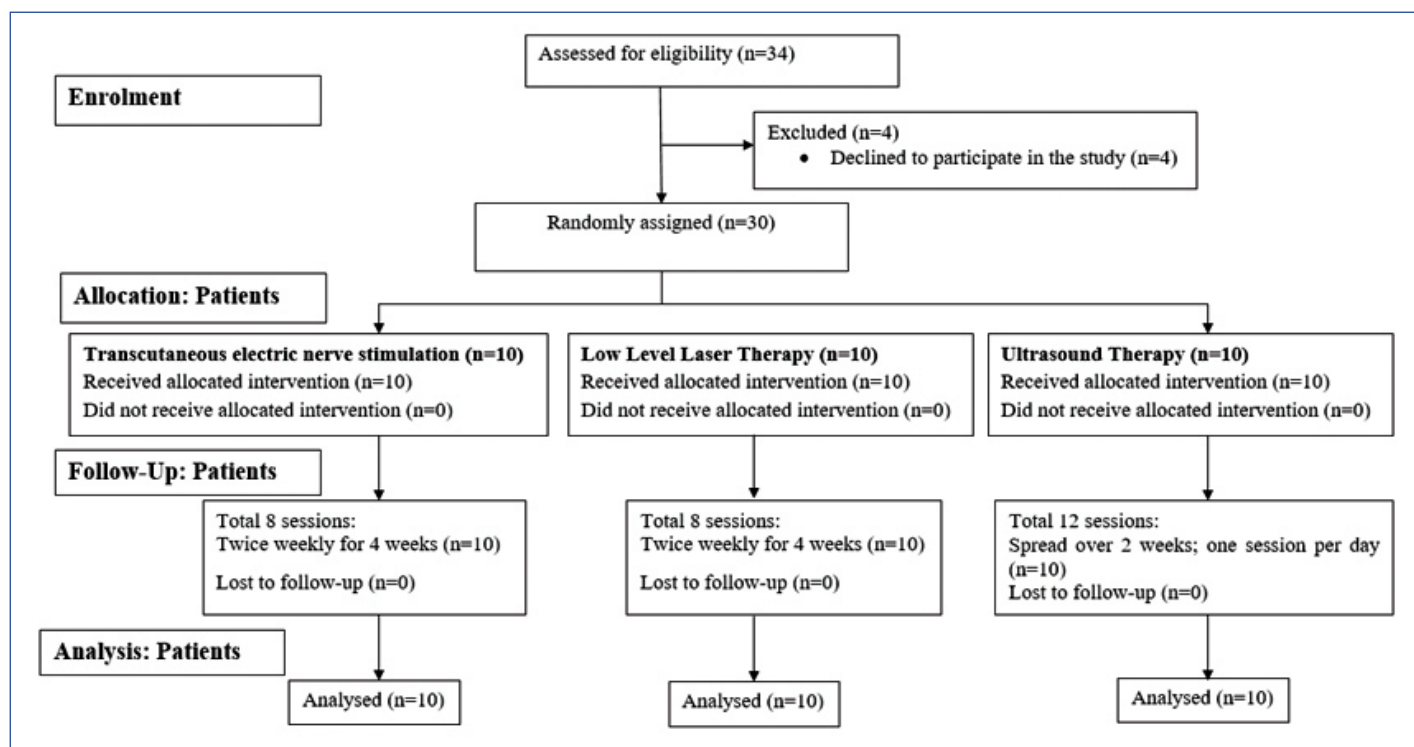 Assessed for eligibility (n=34)
Enrolment
Excluded (n=4)
• Declined to participate in the study (n=4)
Randomly assigned (n=30)
Allocation: Patients
Transcutaneous electric nerve stimulation (n=10)
Received allocated intervention (n=10)
Did not receive allocated intervention (n=0)
Low Level Laser Therapy (n=10)
Received allocated intervention (n=10)
Did not receive allocated intervention (n=0)
Ultrasound Therapy (n=10)
Received allocated intervention (n=10)
Did not receive allocated intervention (n=0)
Follow-Up: Patients
Total 8 sessions:
Twice weekly for 4 weeks (n=10)
Lost to follow-up (n=0)
Total 8 sessions:
Twice weekly for 4 weeks (n=10)
Lost to follow-up (n=0)
Total 12 sessions:
Spread over 2 weeks; one session per day
(n=10)
Lost to follow-up (n=0)
Analysis: Patients
Analysed (n=10)
Analysed (n=10)
Analysed (n=10)